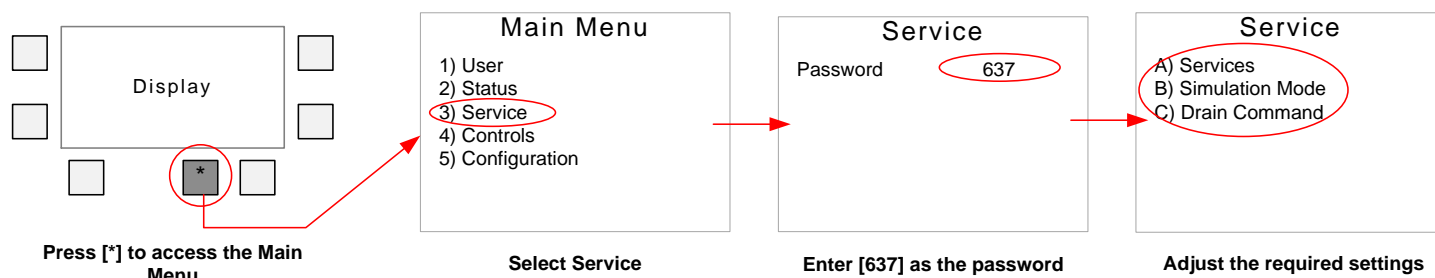 Display
*
Press [*] to access the Main
Menu
Main Menu
1) User
2) Status
3) Service
4) Controls
5) Configuration
Select Service
Service
Password 637
Enter [637] as the password
Service
A) Services
B) Simulation Mode
C) Drain Command
Adjust the required settings